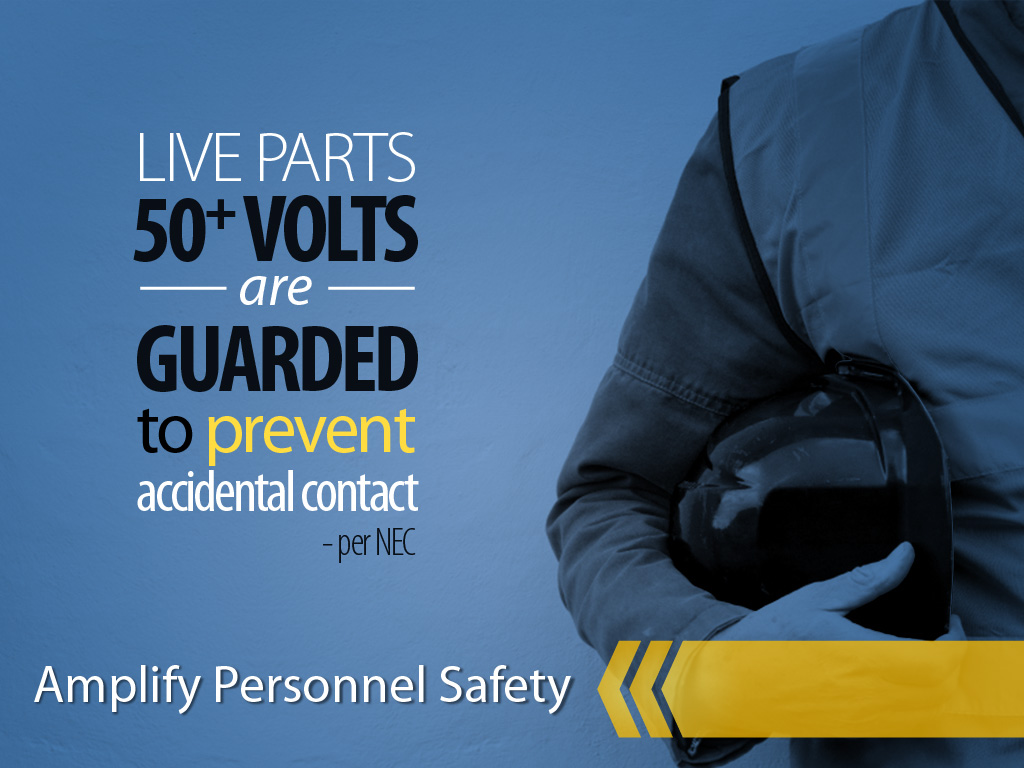 LIVE PARTS
50+ VOLTS
are
GUARDED
to prevent
accidental contact
- per NEC
Amplify Personnel Safety